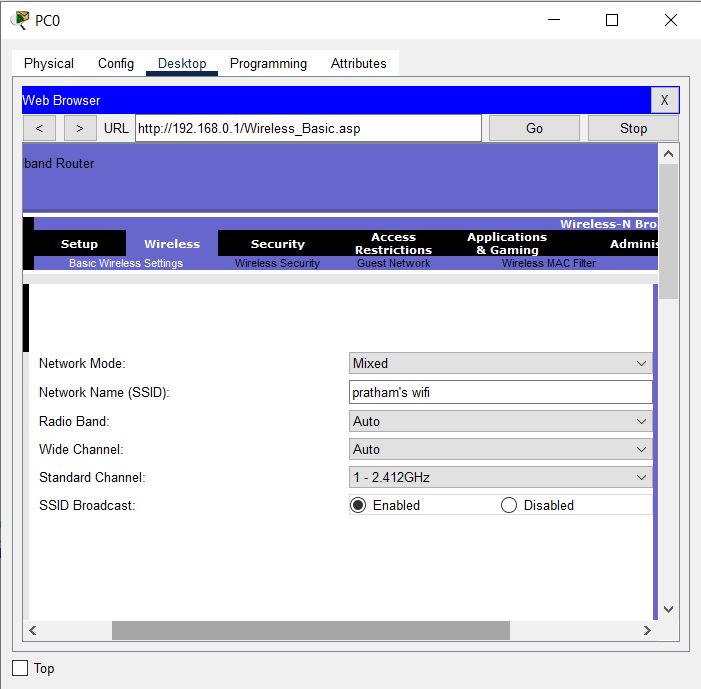 PC0
Physical Config Desktop Programming Attributes
Web Browser X
< > URL http://192.168.0.1/Wireless_Basic.asp Go Stop
band Router
Wireless-N Bro
Setup Wireless Security Access Restrictions Applications & Gaming Adminis
Basic Wireless Settings Wireless Security Guest Network Wireless MAC Filter
Network Mode: Mixed
Network Name (SSID): pratham's wifi
Radio Band: Auto
Wide Channel: Auto
Standard Channel: 1 - 2.412GHz
SSID Broadcast: Enabled Disabled
Top